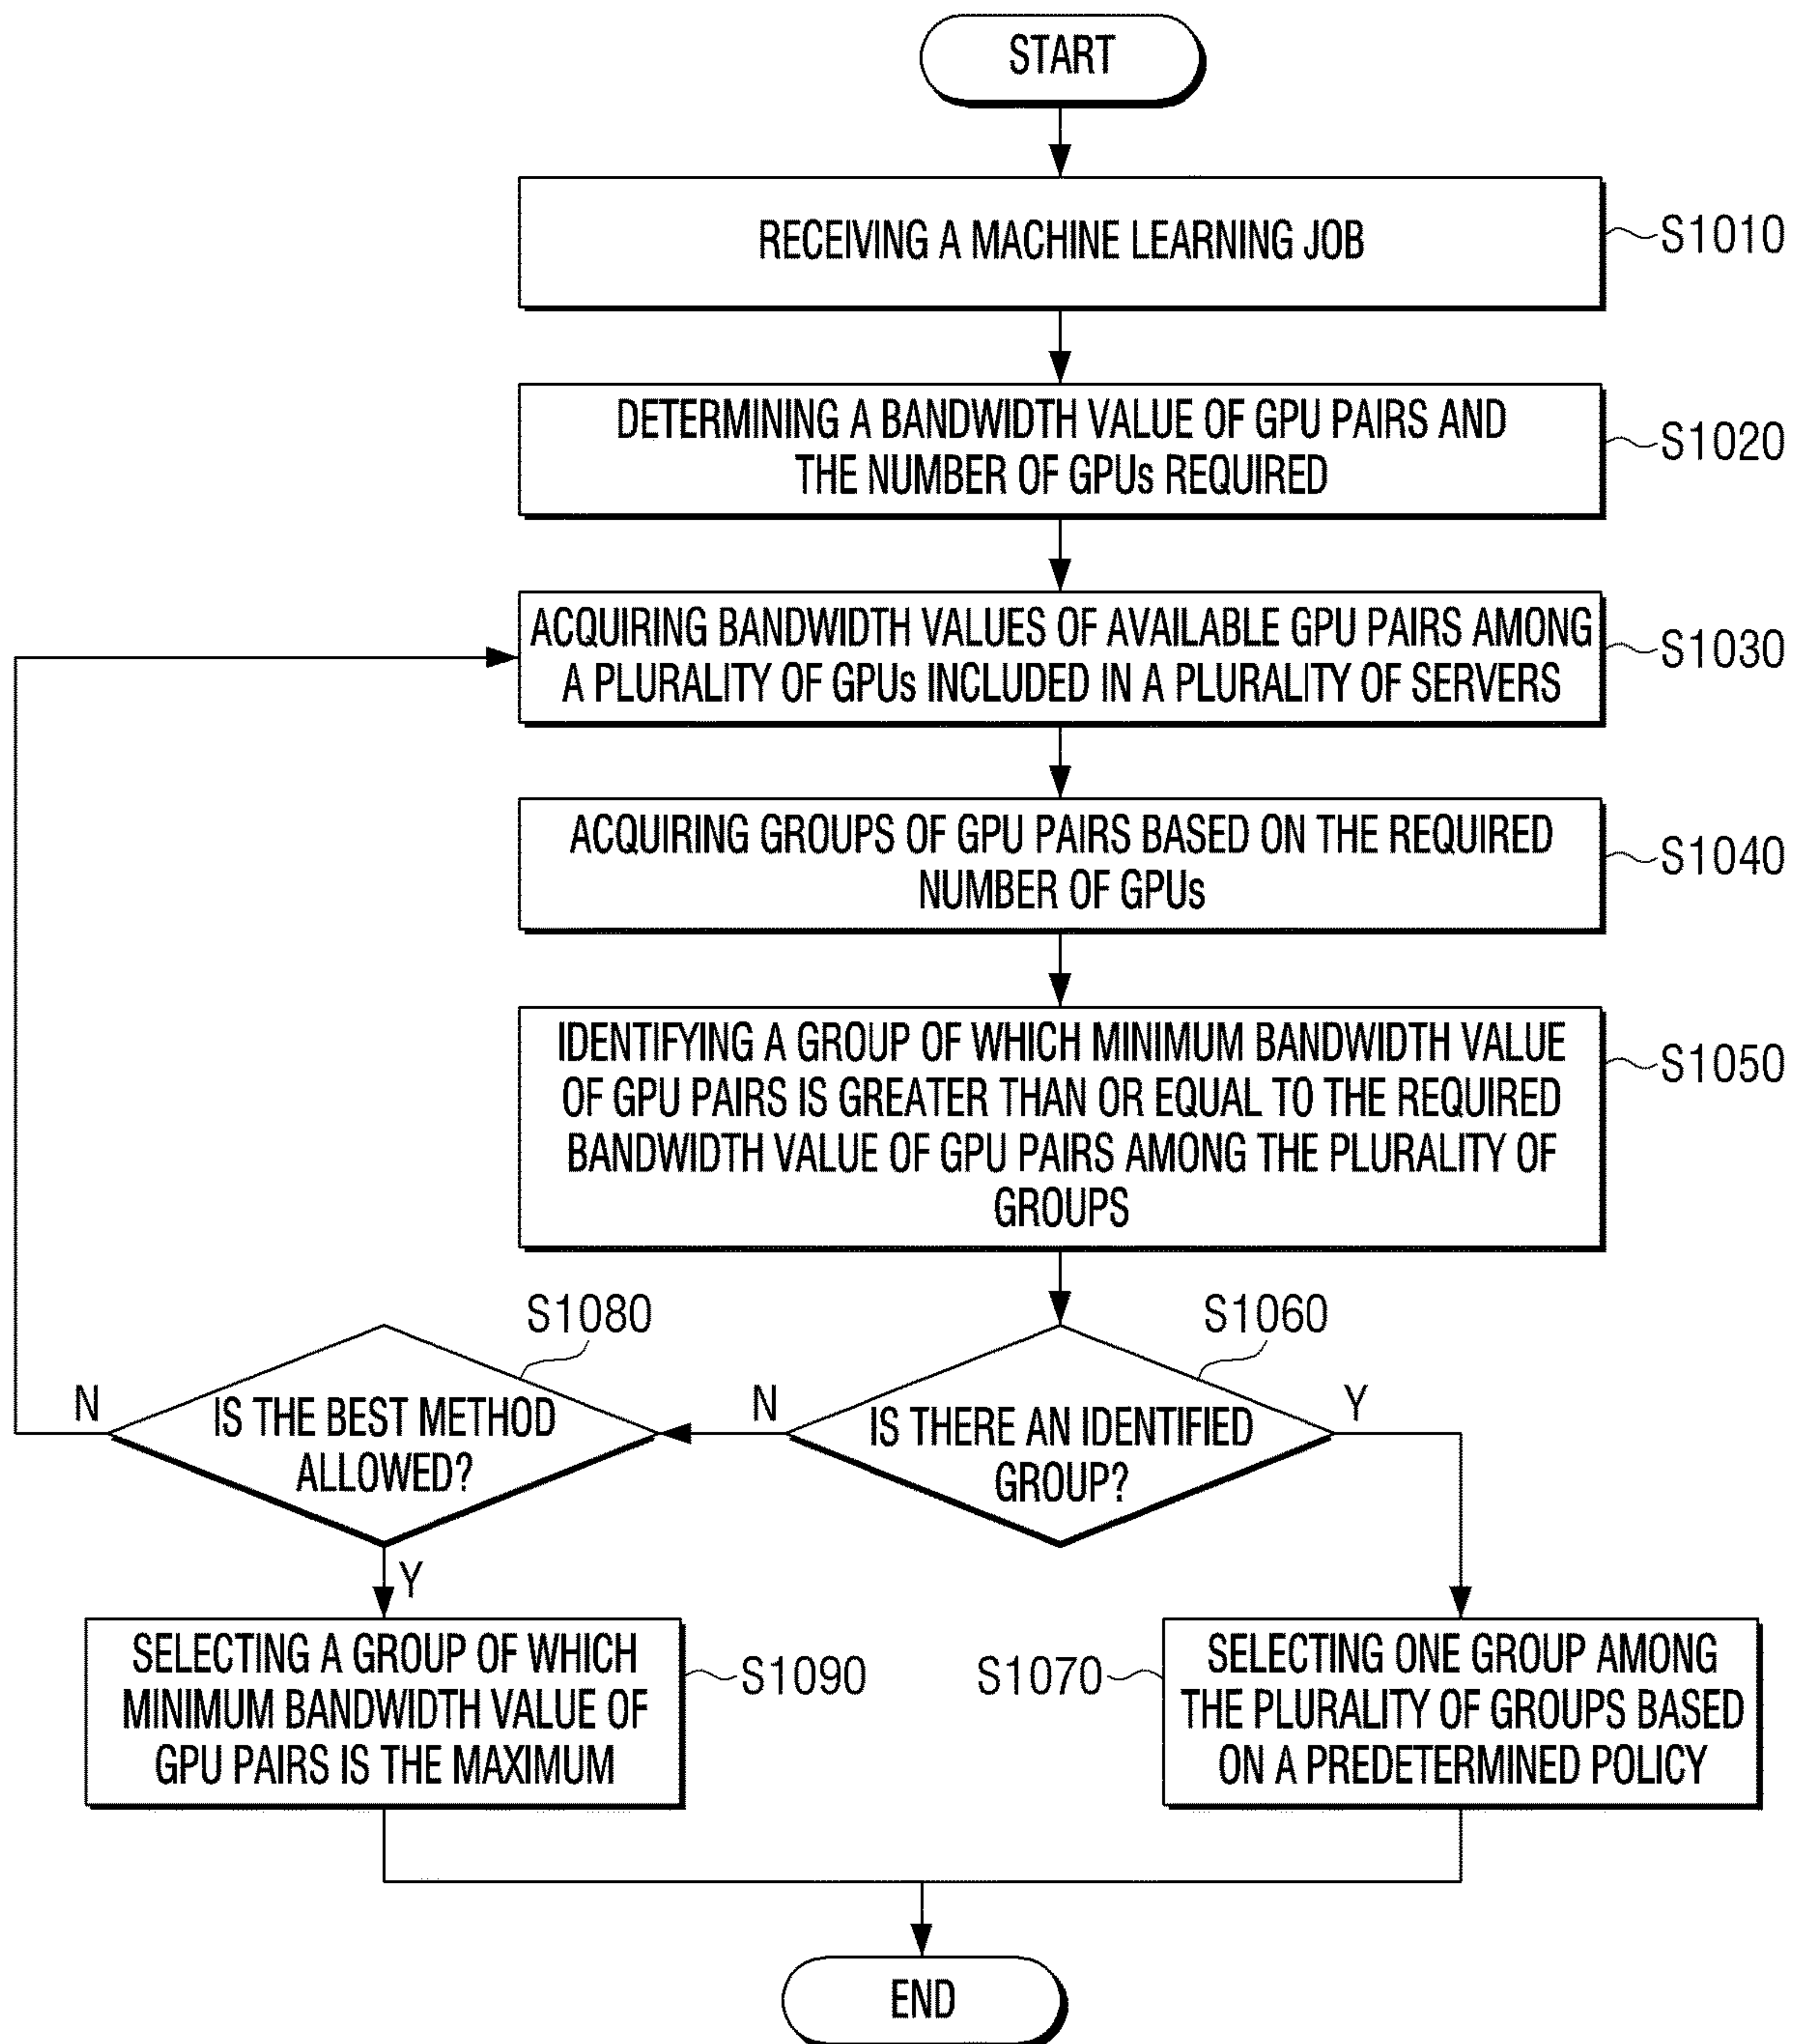 START
RECEIVING A MACHINE LEARNING JOB
S1010
DETERMINING A BANDWIDTH VALUE OF GPU PAIRS AND
THE NUMBER OF GPUs REQUIRED
S1020
ACQUIRING BANDWIDTH VALUES OF AVAILABLE GPU PAIRS AMONG
A PLURALITY OF GPUs INCLUDED IN A PLURALITY OF SERVERS
S1030
ACQUIRING GROUPS OF GPU PAIRS BASED ON THE REQUIRED
NUMBER OF GPUs
S1040
IDENTIFYING A GROUP OF WHICH MINIMUM BANDWIDTH VALUE
OF GPU PAIRS IS GREATER THAN OR EQUAL TO THE REQUIRED
BANDWIDTH VALUE OF GPU PAIRS AMONG THE PLURALITY OF
GROUPS
S1050
S1060
IS THERE AN IDENTIFIED
GROUP?
N
Y
S1080
IS THE BEST METHOD
ALLOWED?
N
Y
SELECTING A GROUP OF WHICH
MINIMUM BANDWIDTH VALUE OF
GPU PAIRS IS THE MAXIMUM
S1090
S1070
SELECTING ONE GROUP AMONG
THE PLURALITY OF GROUPS BASED
ON A PREDETERMINED POLICY
END